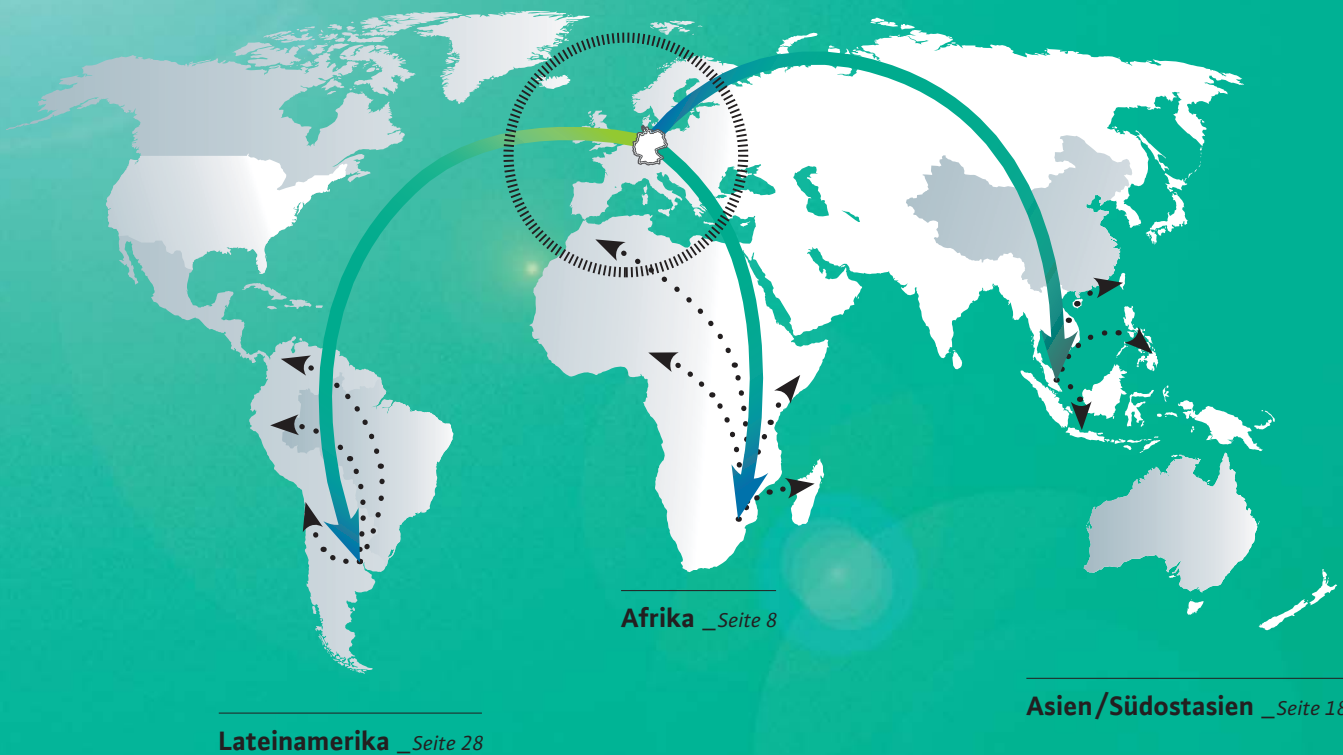 Afrika _Seite 8
Asien/Südostasien _Seite 18
Lateinamerika _Seite 28